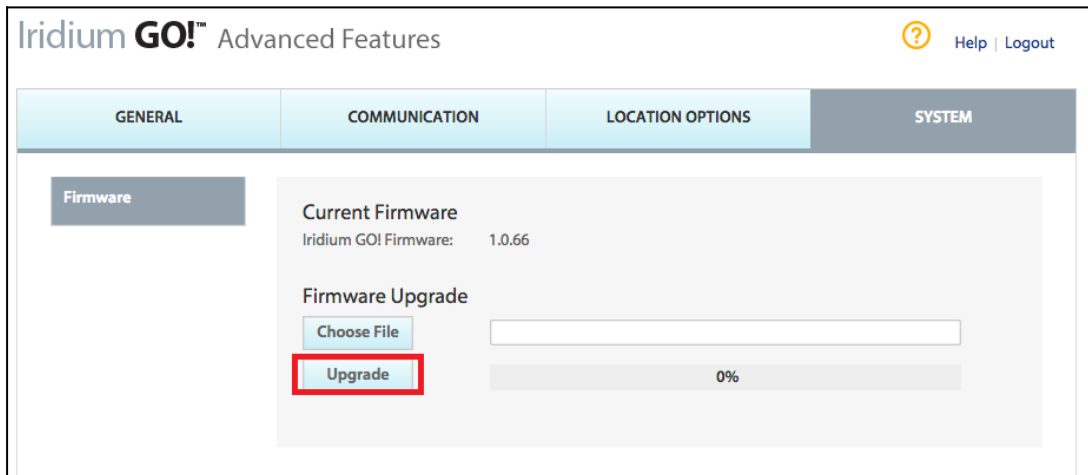 Iridium GO!™ Advanced Features
? Help | Logout
GENERAL COMMUNICATION LOCATION OPTIONS SYSTEM
Firmware
Current Firmware
Iridium GO! Firmware: 1.0.66
Firmware Upgrade
Choose File
Upgrade 0%